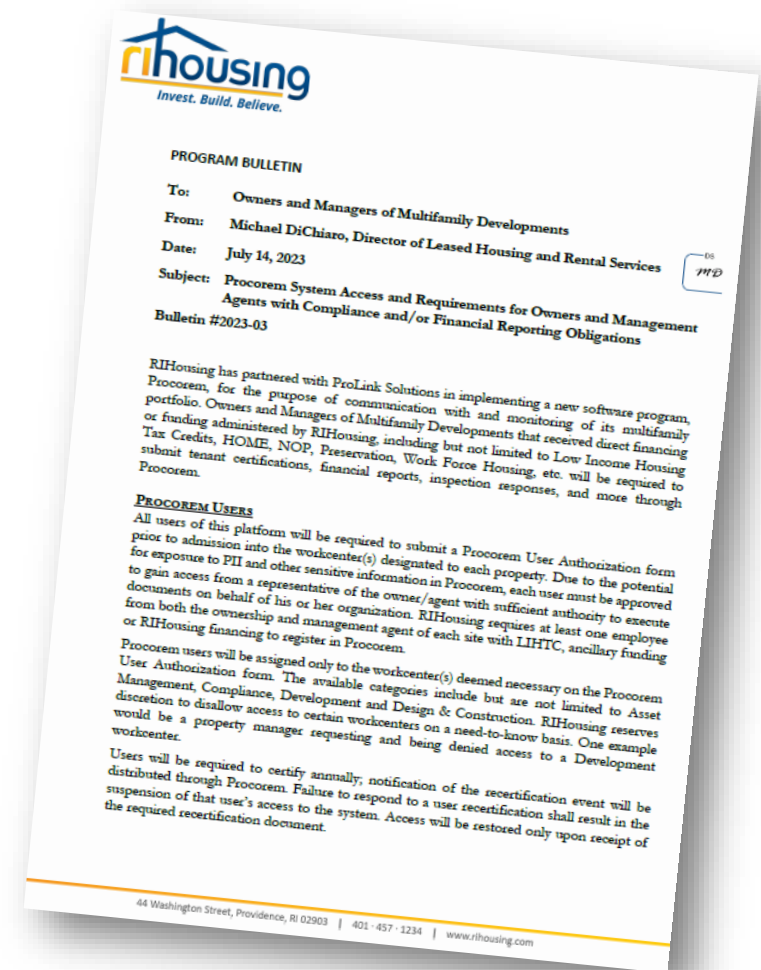 rihousing
Invest. Build. Believe.
PROGRAM BULLETIN
To: Owners and Managers of Multifamily Developments
From: Michael DiChiaro, Director of Leased Housing and Rental Services
DS
MD
Date: July 14, 2023
Subject: Procorem System Access and Requirements for Owners and Management
Agents with Compliance and/or Financial Reporting Obligations
Bulletin #2023-03
RIHousing has partnered with ProLink Solutions in implementing a new software program,
Procorem, for the purpose of communication with and monitoring of its multifamily
portfolio. Owners and Managers of Multifamily Developments that received direct financing
or funding administered by RIHousing, including but not limited to Low Income Housing
Tax Credits, HOME, NOP, Preservation, Work Force Housing, etc. will be required to
submit tenant certifications, financial reports, inspection responses, and more through
Procorem.
PROCOREM USERS
All users of this platform will be required to submit a Procorem User Authorization form
prior to admission into the workcenter(s) designated to each property. Due to the potential
for exposure to PII and other sensitive information in Procorem, each user must be approved
to gain access from a representative of the owner/agent with sufficient authority to execute
documents on behalf of his or her organization. RIHousing requires at least one employee
from both the ownership and management agent of each site with LIHTC, ancillary funding
or RIHousing financing to register in Procorem.
Procorem users will be assigned only to the workcenter(s) deemed necessary on the Procorem
User Authorization form. The available categories include but are not limited to Asset
Management, Compliance, Development and Design & Construction. RIHousing reserves
discretion to disallow access to certain workcenters on a need-to-know basis. One example
would be a property manager requesting and being denied access to a Development
workcenter.
Users will be required to certify annually; notification of the recertification event will be
distributed through Procorem. Failure to respond to a user recertification shall result in the
suspension of that user's access to the system. Access will be restored only upon receipt of
the required recertification document.
44 Washington Street, Providence, RI 02903 | 401 · 457 · 1234 | www.rihousing.com